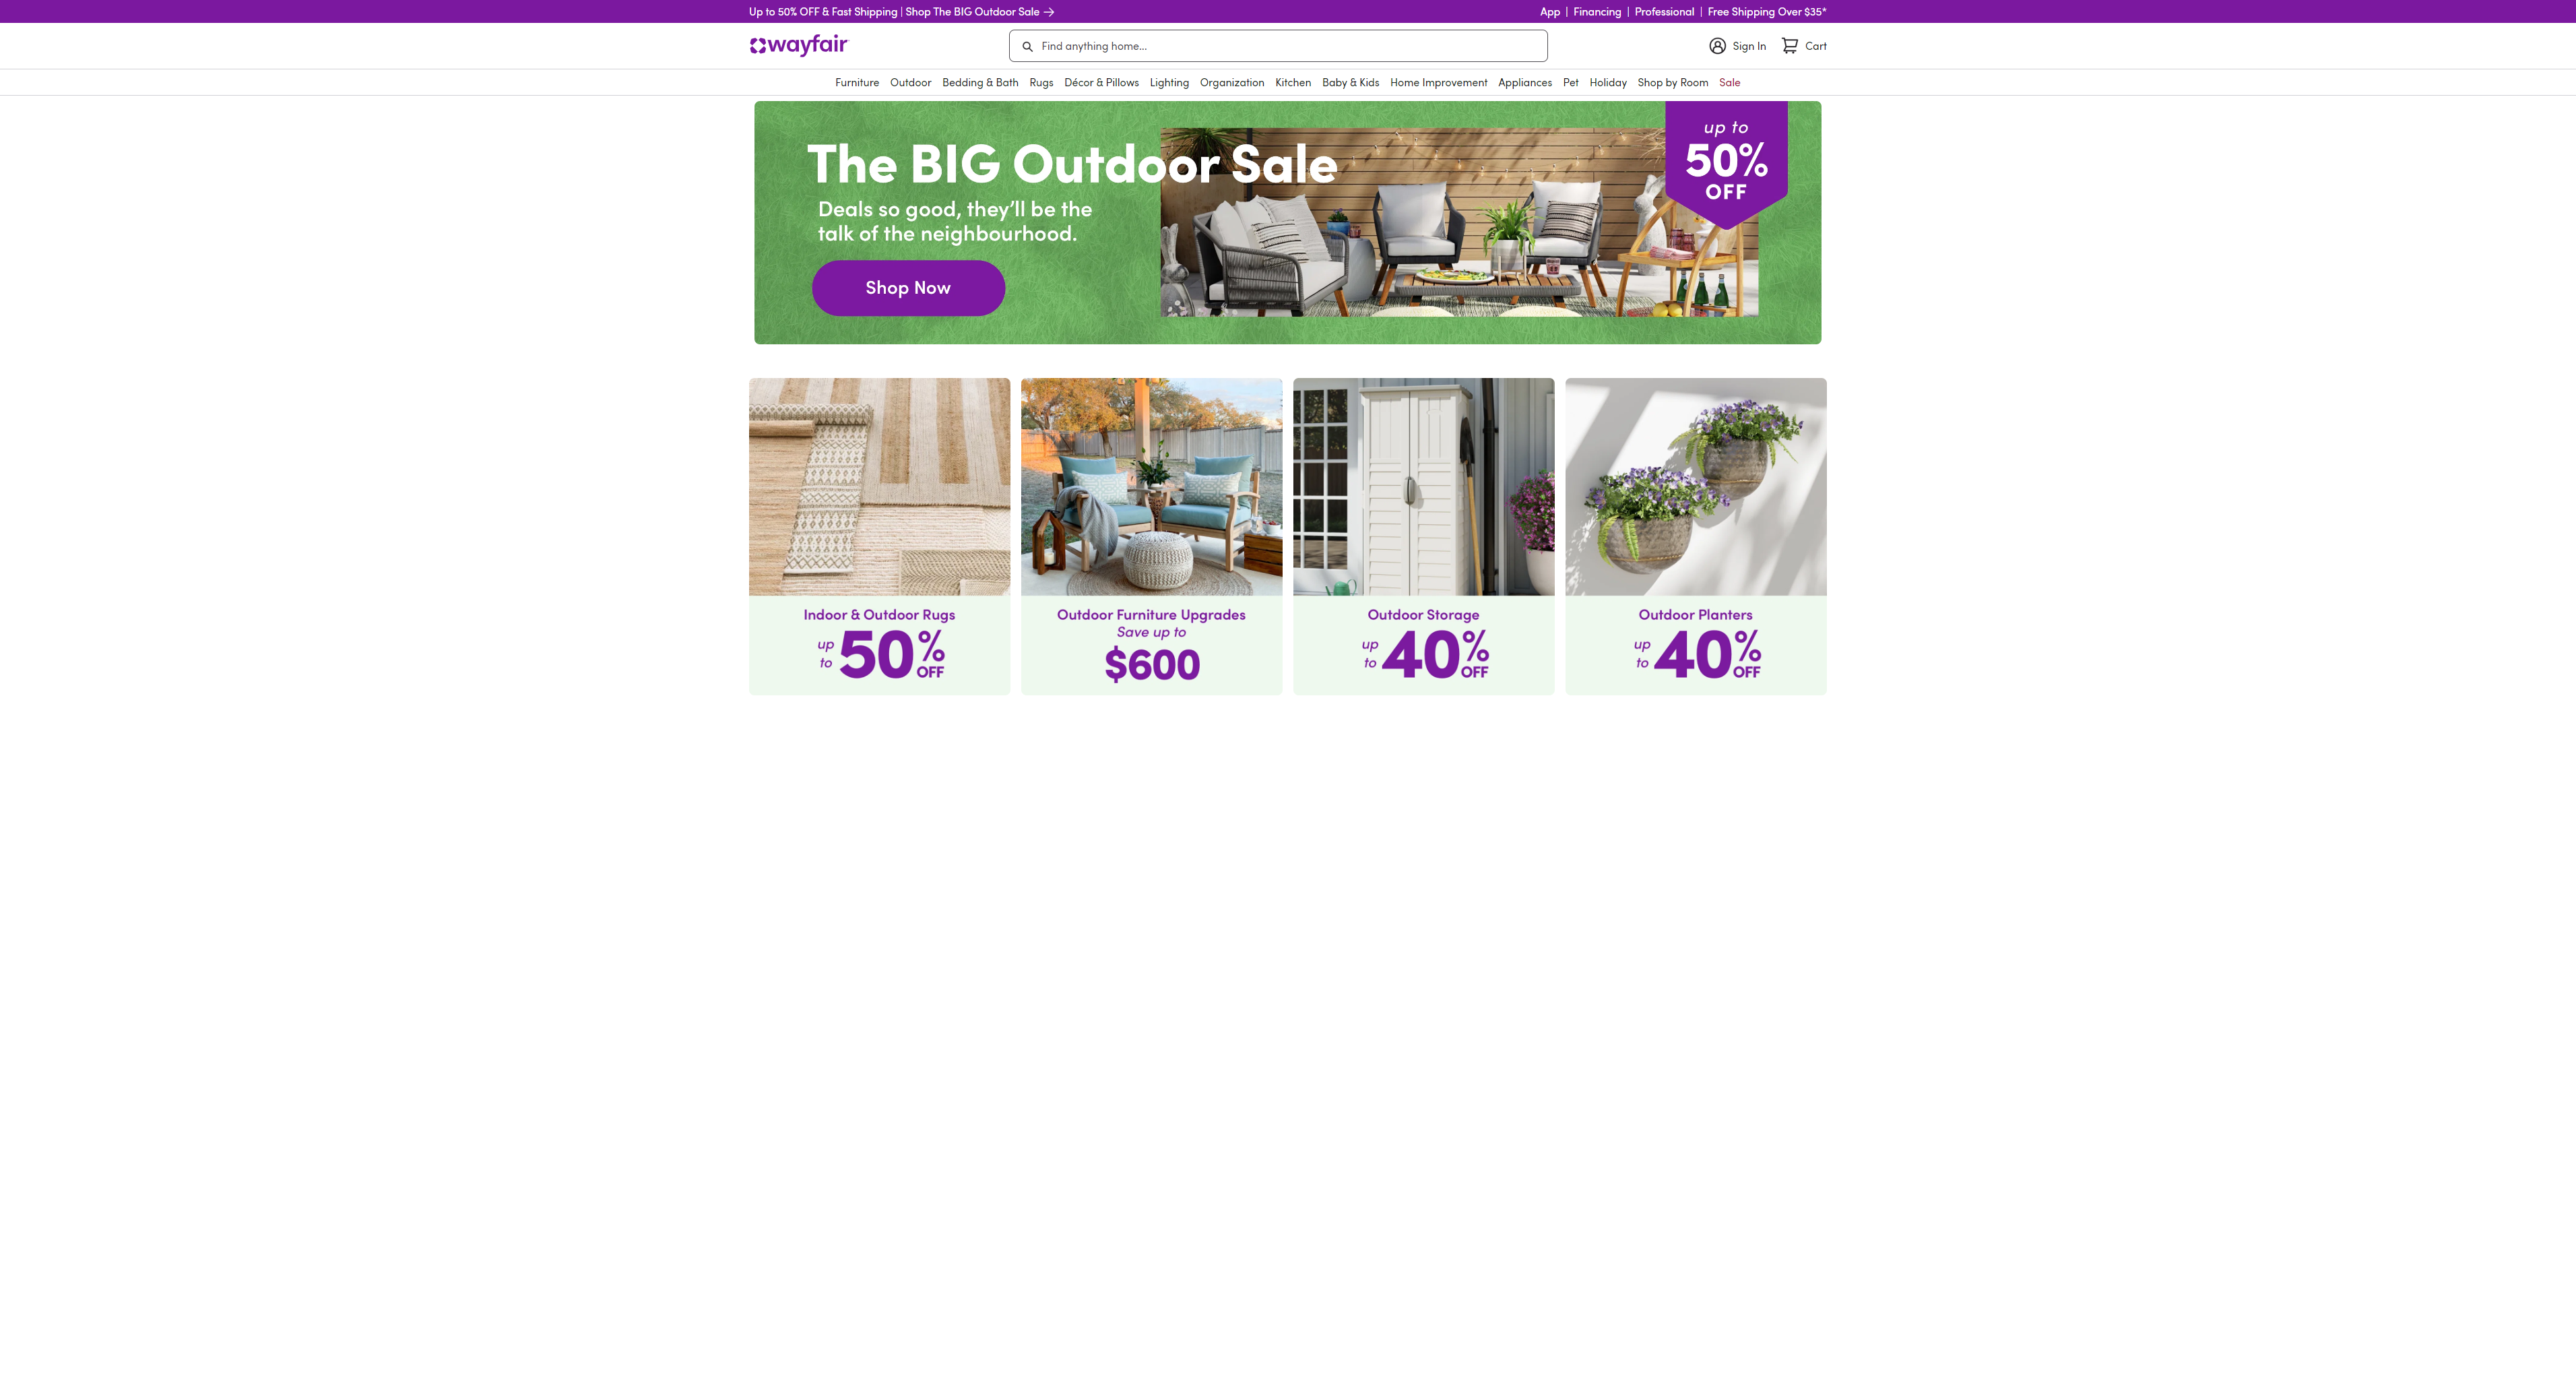 Up to 50% OFF & Fast Shipping | Shop The BIG Outdoor Sale →
App | Financing | Professional | Free Shipping Over $35*
wayfair
Find anything home...
Sign In
Cart
Furniture Outdoor Bedding & Bath Rugs Décor & Pillows Lighting Organization Kitchen Baby & Kids Home Improvement Appliances Pet Holiday Shop by Room Sale
The BIG Outdoor Sale
Deals so good, they’ll be the
talk of the neighbourhood.
Shop Now
up to
50%
OFF
Indoor & Outdoor Rugs
up to 50% OFF
Outdoor Furniture Upgrades
Save up to
$600
Outdoor Storage
up to 40% OFF
Outdoor Planters
up to 40% OFF